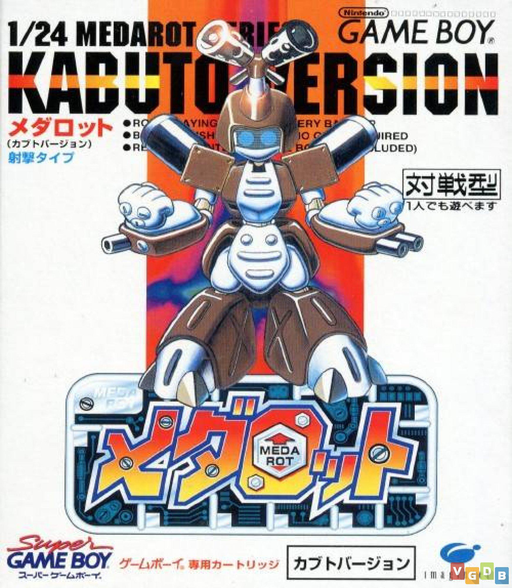 Nintendo
GAME BOY®
1/24 MEDAROT
KABUTO VERSION
メダロット
(カブトバージョン)
射撃タイプ
対戦型
1人でも遊べます
MEDA
ROT
メダロット
MEDA
ROT
Super
GAME BOY
スーパーゲームボーイ
ゲームボーイ専用カートリッジ
カブトバージョン
VGDB